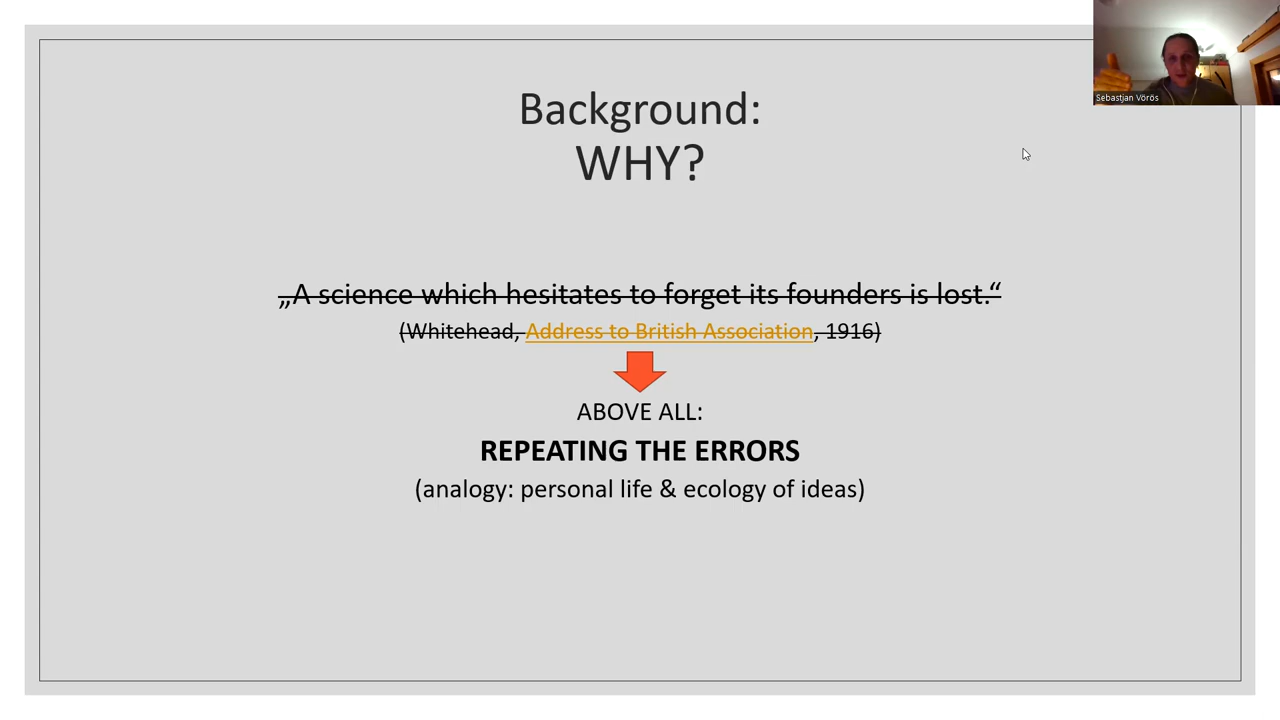 Sebastjan Vörös
Background:
WHY?
„A science which hesitates to forget its founders is lost.“
(Whitehead, Address to British Association, 1916)
ABOVE ALL:
REPEATING THE ERRORS
(analogy: personal life & ecology of ideas)